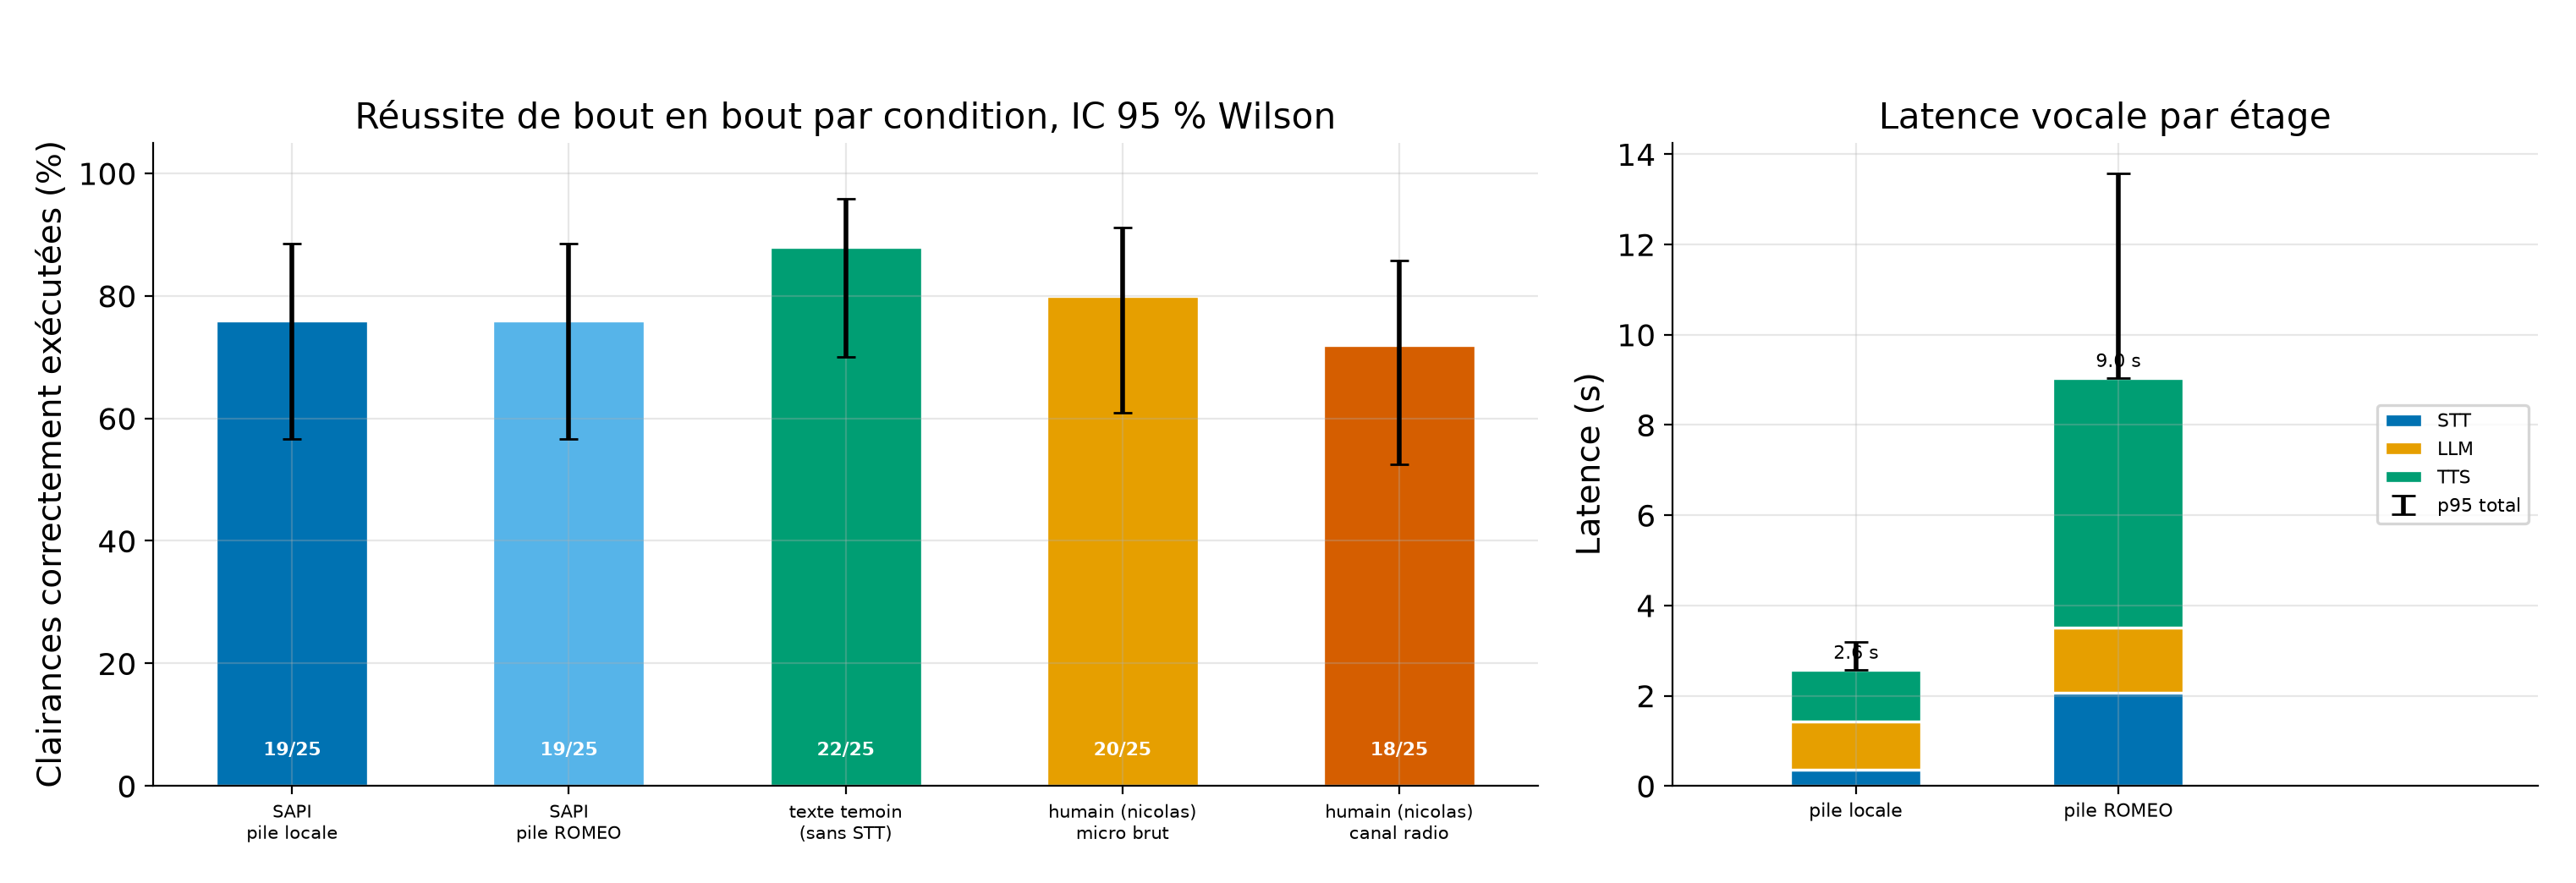 Réussite de bout en bout par condition, IC 95 % Wilson
Clairances correctement exécutées (%)
100
80
60
40
20
0
19/25
19/25
22/25
20/25
18/25
SAPI
pile locale
SAPI
pile ROMEO
texte temoin
(sans STT)
humain (nicolas)
micro brut
humain (nicolas)
canal radio
Latence vocale par étage
Latence (s)
14
12
10
8
6
4
2
0
2.6 s
9.0 s
pile locale
pile ROMEO
STT
LLM
TTS
p95 total